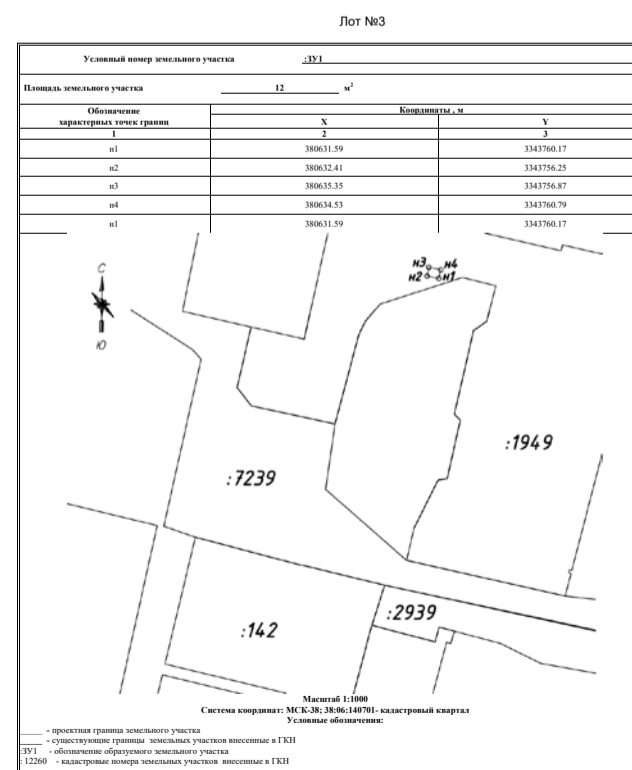 Лот №3
Условный номер земельного участка :ЗУ1
Площадь земельного участка 12 м²
Обозначение характерных точек границ Координаты , м
X Y
1 2 3
н1 380631.59 3343760.17
н2 380632.41 3343756.25
н3 380635.35 3343756.87
н4 380634.53 3343760.79
н1 380631.59 3343760.17
С
Ю
н3 н4
н2 н1
:1949
:7239
:2939
:142
Масштаб 1:1000
Система координат: МСК-38; 38:06:140701- кадастровый квартал
Условные обозначения:
- проектная граница земельного участка
- существующие границы земельных участков внесенные в ГКН
:ЗУ1 - обозначение образуемого земельного участка
: 12260 - кадастровые номера земельных участков внесенные в ГКН